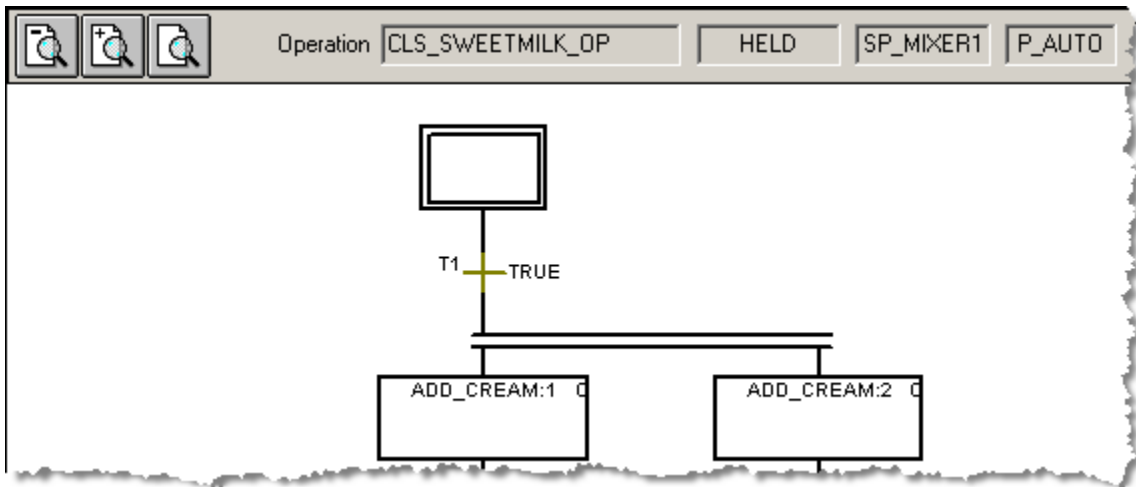 Operation CLS_SWEETMILK_OP HELD SP_MIXER1 P_AUTO
T1 TRUE
ADD_CREAM:1 ADD_CREAM:2